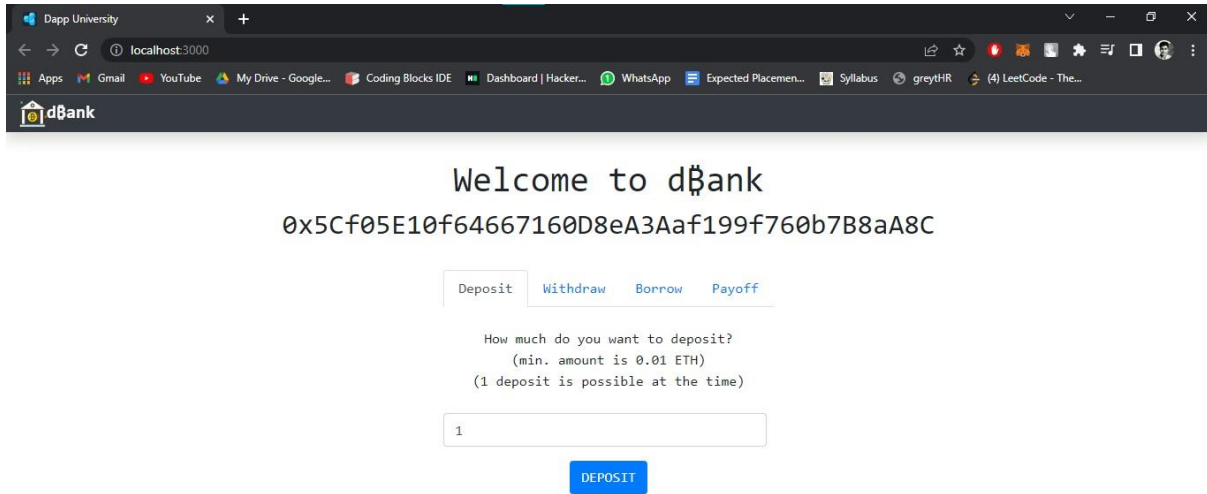 Dapp University
localhost:3000
Apps Gmail YouTube My Drive - Google... Coding Blocks IDE Dashboard | Hacker... WhatsApp Expected Placemen... Syllabus greytHR (4) LeetCode - The...
d₿ank
Welcome to d₿ank
0x5Cf05E10f64667160D8eA3Aaf199f760b7B8aA8C
Deposit Withdraw Borrow Payoff
How much do you want to deposit?
(min. amount is 0.01 ETH)
(1 deposit is possible at the time)
1
DEPOSIT